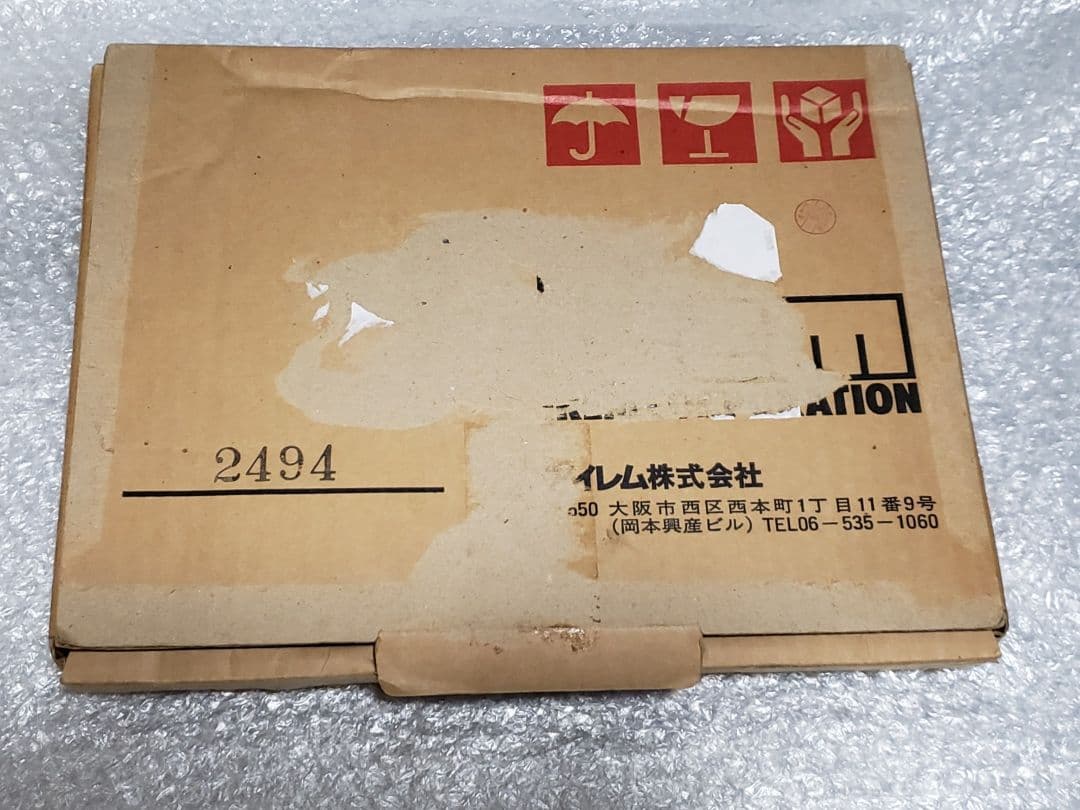 ATION
2494
イレム株式会社
50 大阪市西区西本町1丁目11番9号
(岡本興産ビル) TEL06-535-1060